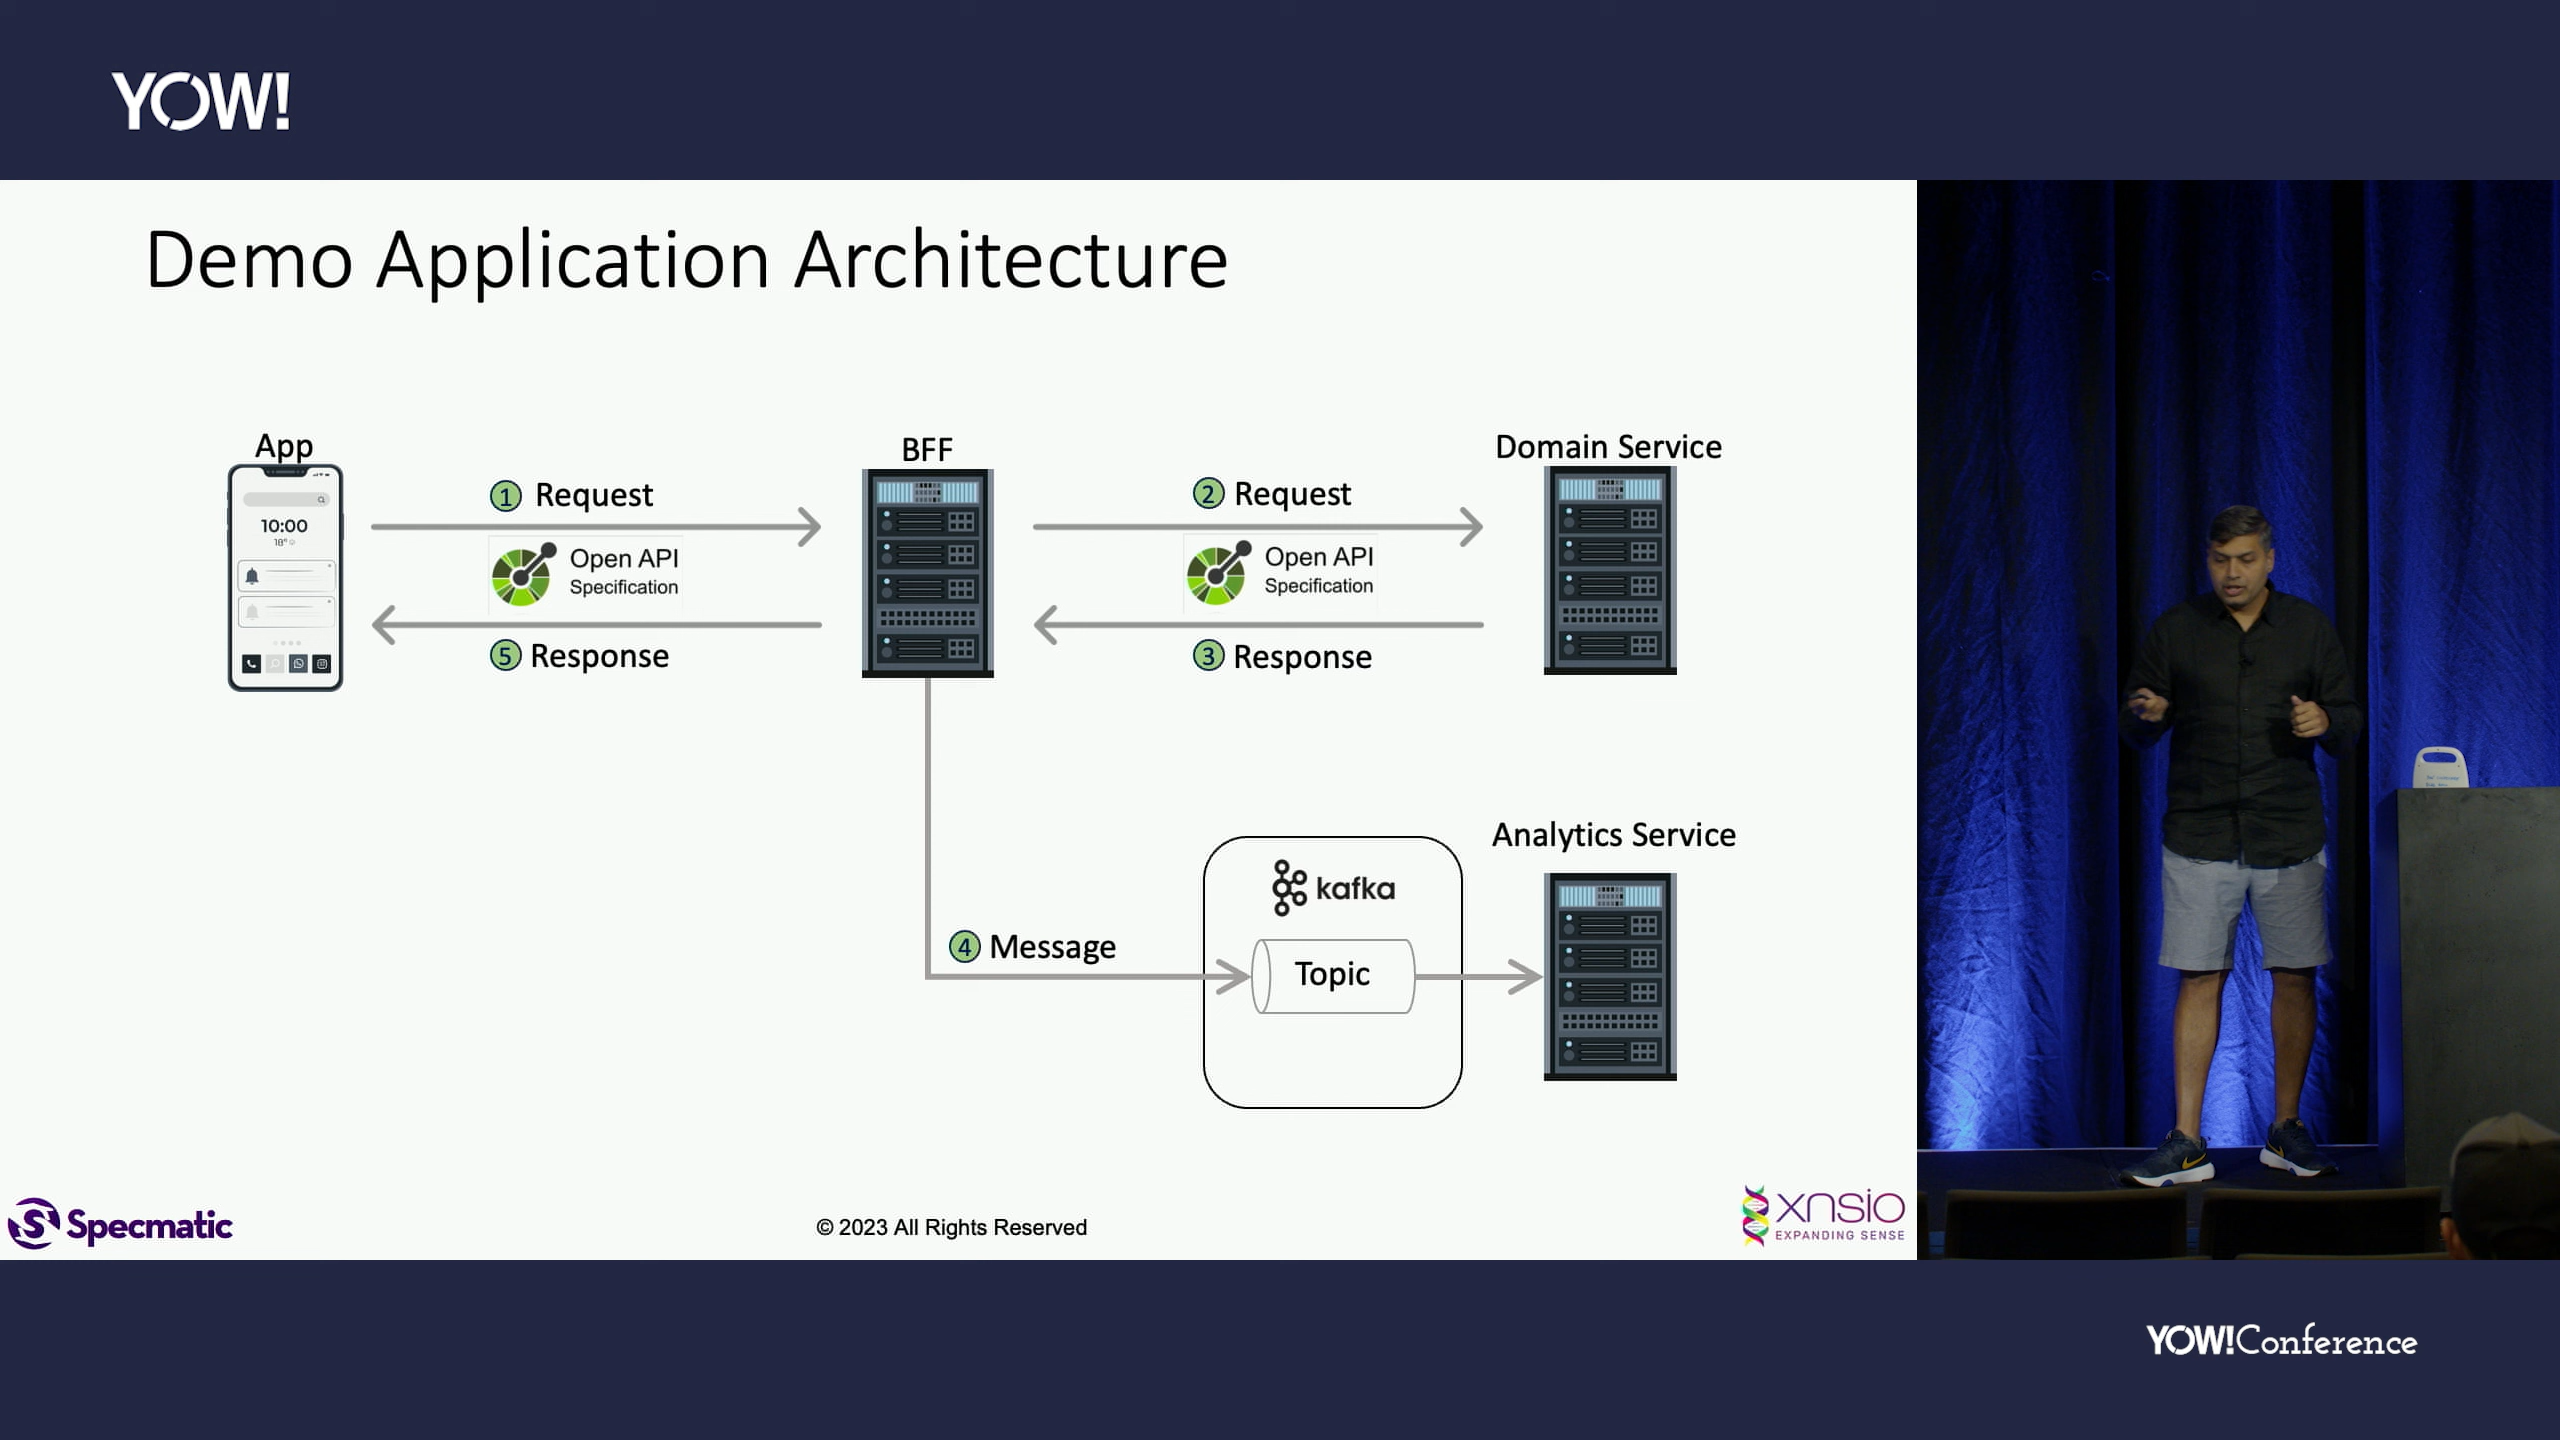 YOW!
Demo Application Architecture
App
BFF
Domain Service
10:00
18°
1 Request
2 Request
Open API
Specification
Open API
Specification
5 Response
3 Response
Analytics Service
kafka
4 Message
Topic
Specmatic
© 2023 All Rights Reserved
xnsio
EXPANDING SENSE
YOW!Conference